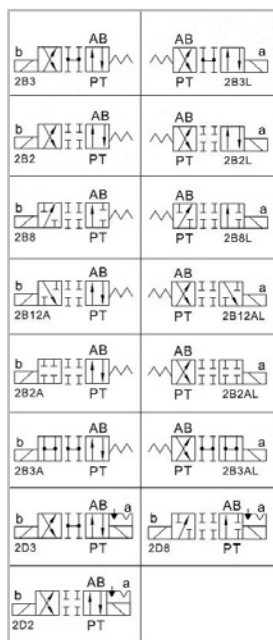 AB AB
b a
2B3 PT PT 2B3L
AB AB
b a
2B2 PT PT 2B2L
AB AB
b a
2B8 PT PT 2B8L
AB AB
b a
2B12A PT PT 2B12AL
AB AB
b a
2B2A PT PT 2B2AL
AB AB
b a
2B3A PT PT 2B3AL
b AB a b AB a
2D3 PT 2D8 PT
b AB a
2D2 PT